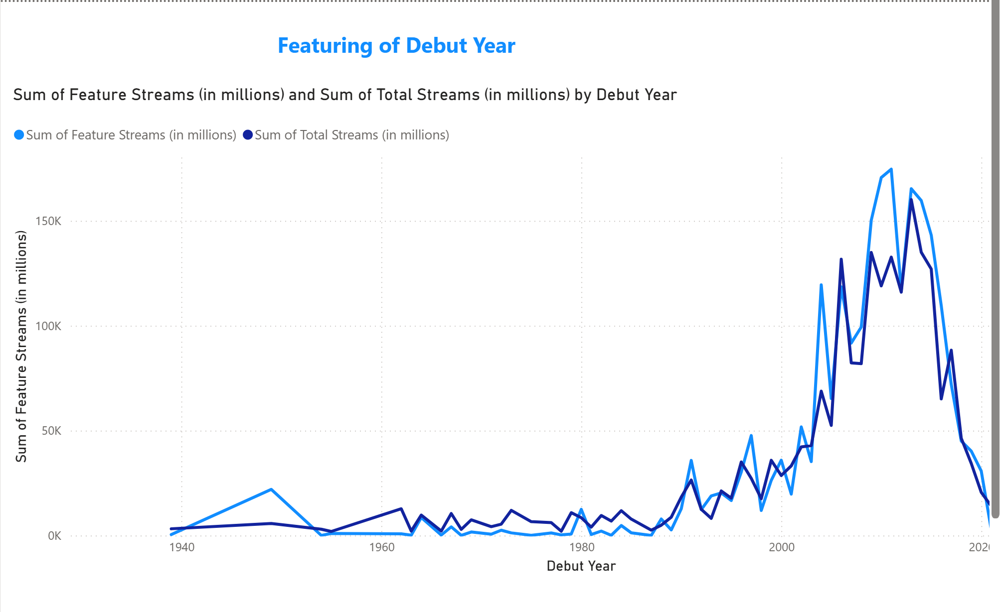 Featuring of Debut Year
Sum of Feature Streams (in millions) and Sum of Total Streams (in millions) by Debut Year
Sum of Feature Streams (in millions) Sum of Total Streams (in millions)
Sum of Feature Streams (in millions)
150K
100K
50K
0K
1940 1960 1980 2000
Debut Year